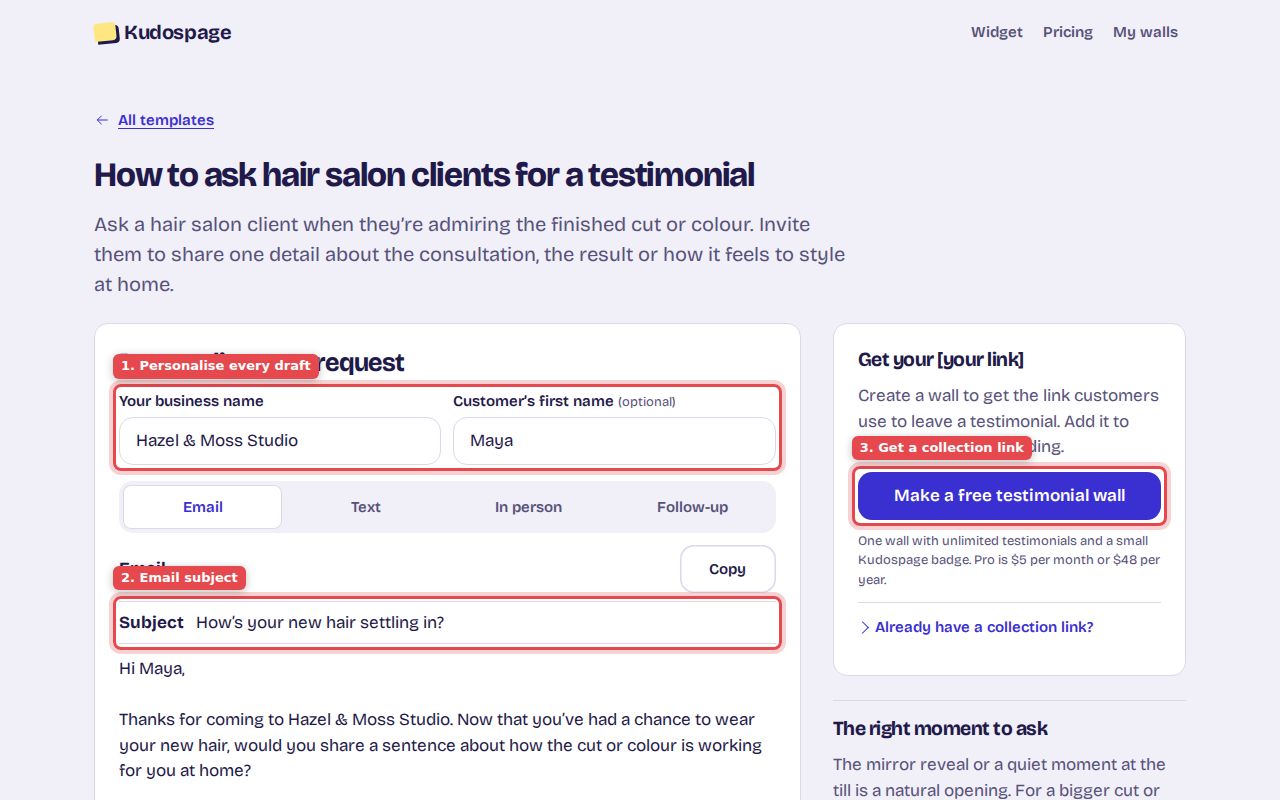 Kudospage
Widget
Pricing
My walls
All templates
How to ask hair salon clients for a testimonial
Ask a hair salon client when they're admiring the finished cut or colour. Invite
them to share one detail about the consultation, the result or how it feels to style
at home.
1. Personalise every draft
request
Your business name
Customer's first name (optional)
Hazel & Moss Studio
Maya
Email
Text
In person
Follow-up
Copy
2. Email subject
Subject How's your new hair settling in?
Hi Maya,
Thanks for coming to Hazel & Moss Studio. Now that you've had a chance to wear
your new hair, would you share a sentence about how the cut or colour is working
for you at home?
Get your [your link]
Create a wall to get the link customers
use to leave a testimonial. Add it to
3. Get a collection link
Make a free testimonial wall
One wall with unlimited testimonials and a small
Kudospage badge. Pro is $5 per month or $48 per
year.
Already have a collection link?
The right moment to ask
The mirror reveal or a quiet moment at the
till is a natural opening. For a bigger cut or